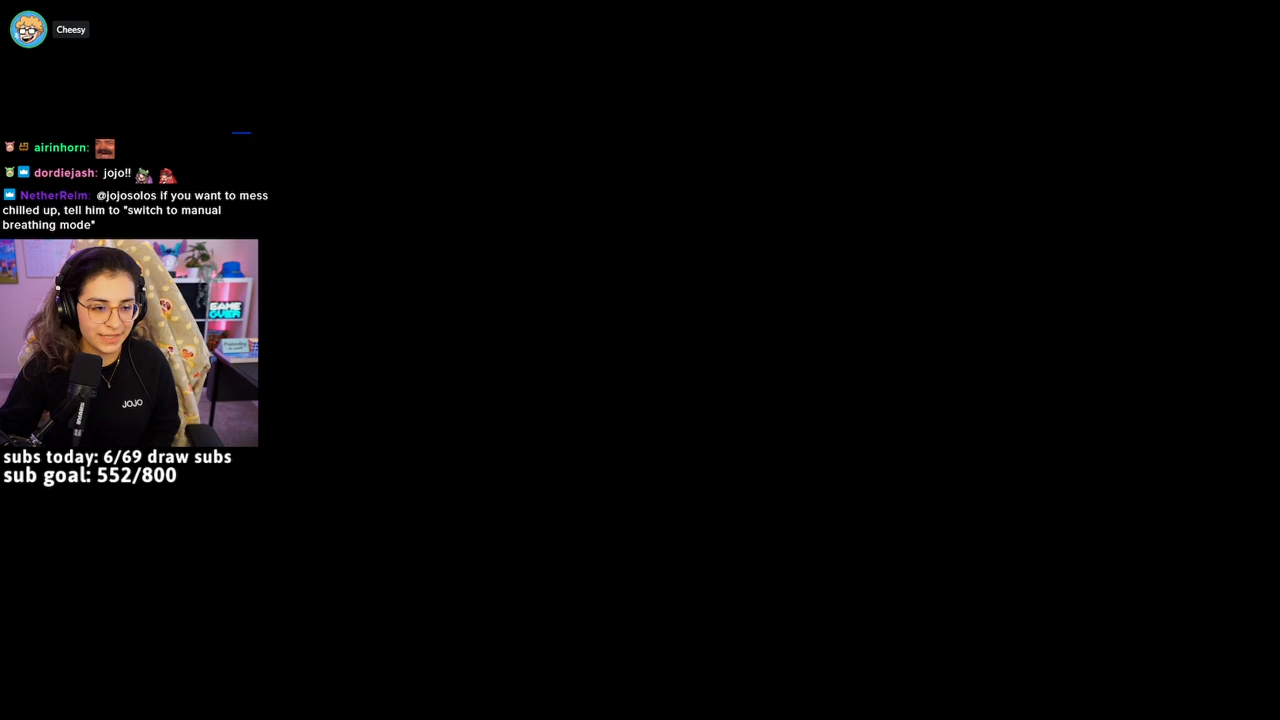 Cheesy
airinhorn:
dordiejash: jojo!!
NetherRelm: @jojosolos if you want to mess
chilled up, tell him to "switch to manual
breathing mode"
GAME
OVER
JOJO
subs today: 6/69 draw subs
sub goal: 552/800